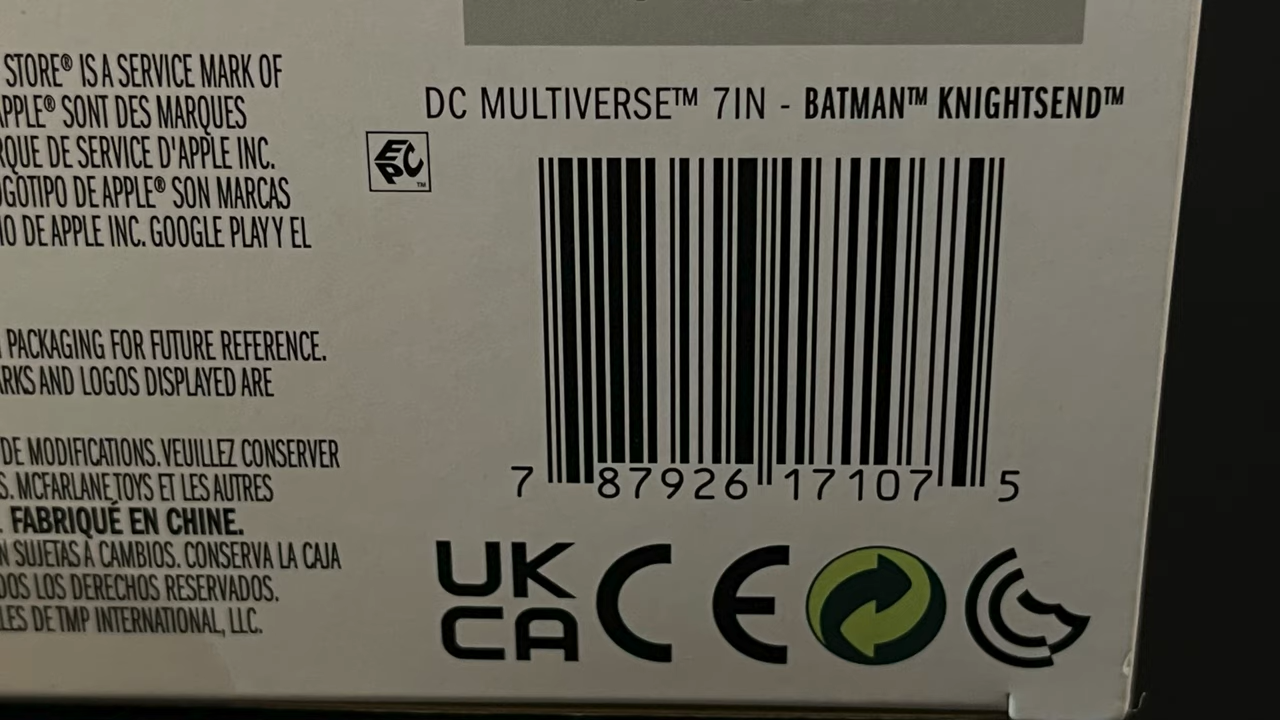 STORE® IS A SERVICE MARK OF
APPLE® SONT DES MARQUES
RQUE DE SERVICE D'APPLE INC.
OGOTIPO DE APPLE® SON MARCAS
IO DE APPLE INC. GOOGLE PLAY Y EL
PACKAGING FOR FUTURE REFERENCE.
ARKS AND LOGOS DISPLAYED ARE
DE MODIFICATIONS. VEUILLEZ CONSERVER
S. MCFARLANE TOYS ET LES AUTRES
. FABRIQUÉ EN CHINE.
N SUJETAS A CAMBIOS. CONSERVA LA CAJA
DOS LOS DERECHOS RESERVADOS.
LES DE TMP INTERNATIONAL, LLC.
DC MULTIVERSE™ 7IN - BATMAN™ KNIGHTSEND™
EPC™
7 87926 17107 5
UK
CA
CE